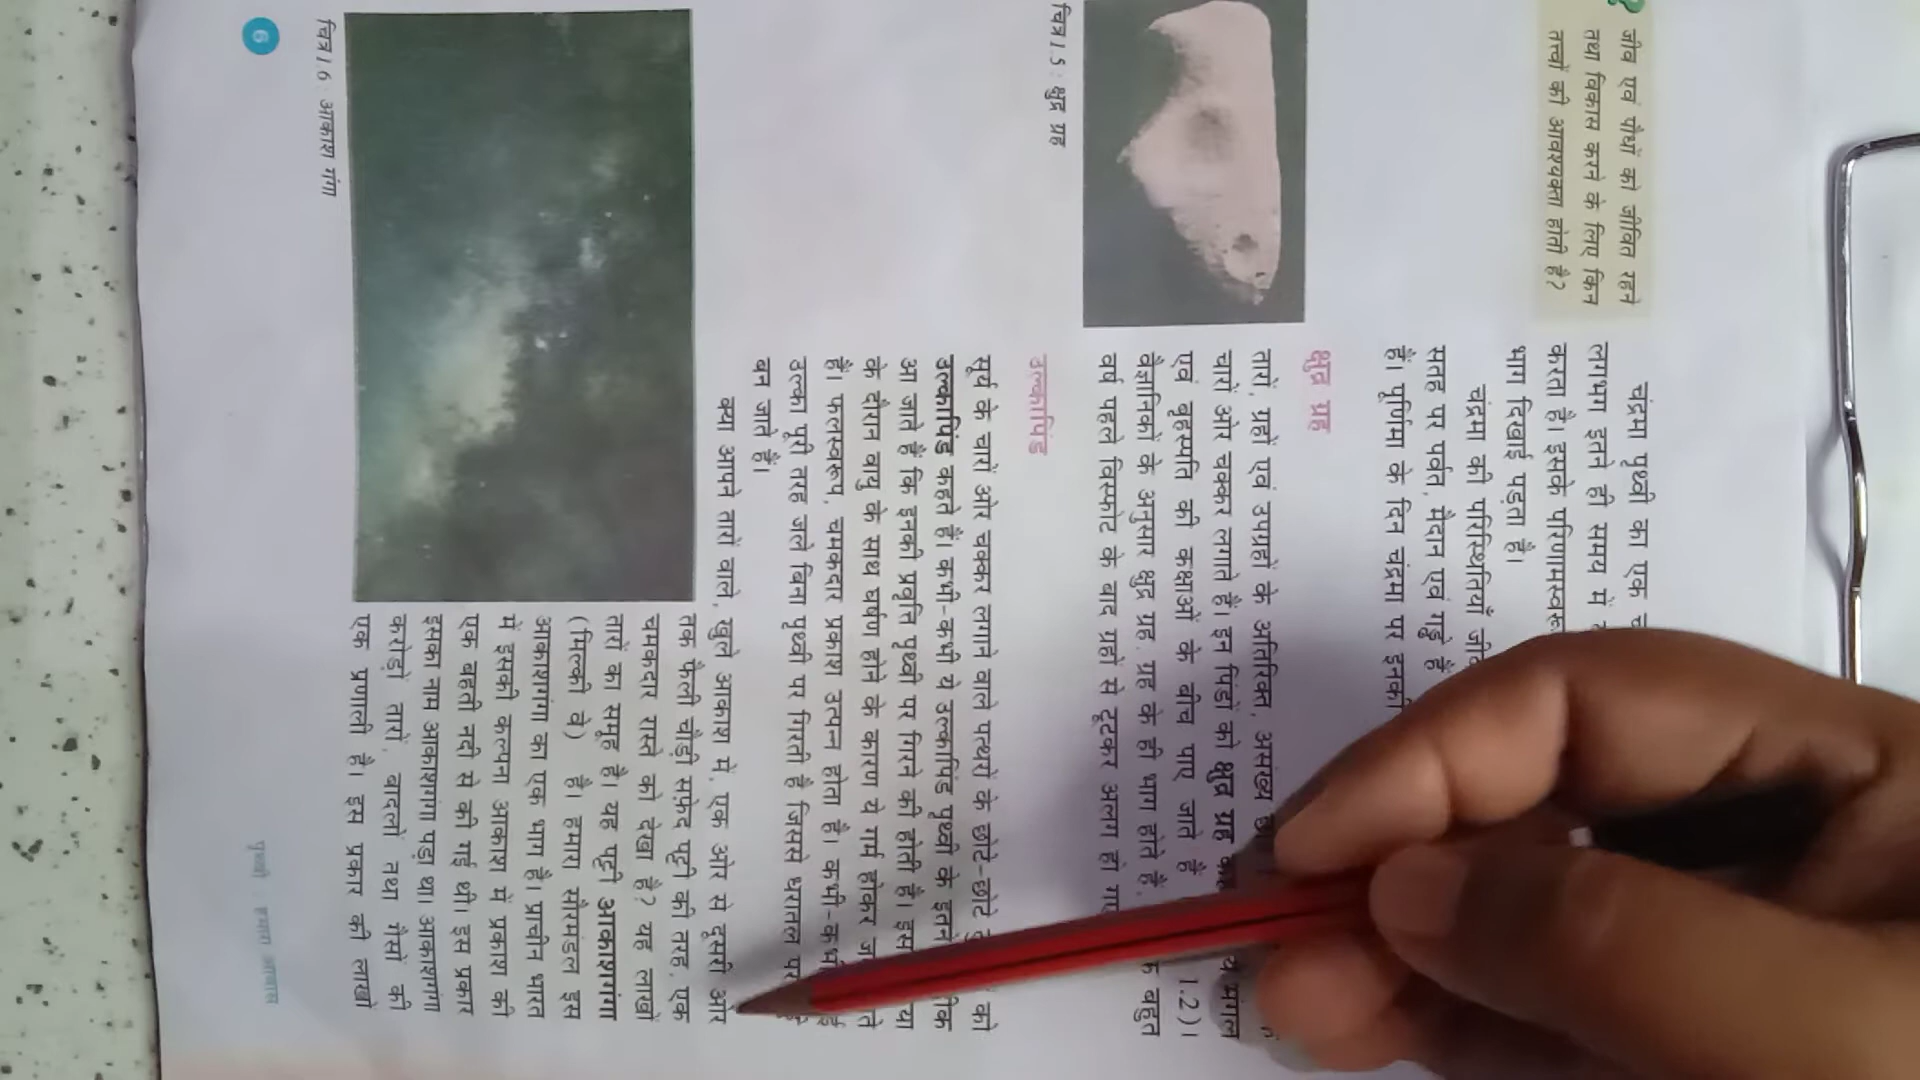 जीव एवं पौधों को जीवित रहने
तथा विकास करने के लिए किन
तत्त्वों की आवश्यकता होती है?
चंद्रमा पृथ्वी का एक
लगभग इतने ही समय में
करता है। इसके परिणामस्वरूप
भाग दिखाई पड़ता है।
चंद्रमा की परिस्थितियाँ
सतह पर पर्वत, मैदान एवं गड्ढे हैं
हैं। पूर्णिमा के दिन चंद्रमा पर इनकी
क्षुद्र ग्रह
तारों, ग्रहों एवं उपग्रहों के अतिरिक्त, असंख्य
चारों ओर चक्कर लगाते हैं। इन पिंडों को क्षुद्र ग्रह मंगल
एवं बृहस्पति की कक्षाओं के बीच पाए जाते हैं 1.2)।
वैज्ञानिकों के अनुसार क्षुद्र ग्रह, ग्रह के ही भाग होते हैं, बहुत
वर्ष पहले विस्फोट के बाद ग्रहों से टूटकर अलग हो
चित्र 1.5 : क्षुद्र ग्रह
उल्कापिंड
सूर्य के चारों ओर चक्कर लगाने वाले पत्थरों के छोटे-छोटे को
उल्कापिंड कहते हैं। कभी-कभी ये उल्कापिंड पृथ्वी के इतने
आ जाते हैं कि इनकी प्रवृत्ति पृथ्वी पर गिरने की होती है। इस
के दौरान वायु के साथ घर्षण होने के कारण ये गर्म होकर
हैं। फलस्वरूप, चमकदार प्रकाश उत्पन्न होता है। कभी-कभी
उल्का पूरी तरह जले बिना पृथ्वी पर गिरती है जिससे धरातल पर
बन जाते हैं।
क्या आपने तारों वाले, खुले आकाश में, एक ओर से दूसरी ओर
तक फैली चौड़ी सफ़ेद पट्टी की तरह, एक
चमकदार रास्ते को देखा है? यह लाखों
तारों का समूह है। यह पट्टी आकाशगंगा
(मिल्की वे) है। हमारा सौरमंडल इस
आकाशगंगा का एक भाग है। प्राचीन भारत
में इसकी कल्पना आकाश में प्रकाश की
एक बहती नदी से की गई थी। इस प्रकार
इसका नाम आकाशगंगा पड़ा था। आकाशगंगा
करोड़ों तारों, बादलों तथा गैसों की
एक प्रणाली है। इस प्रकार की लाखों
चित्र 1.6 : आकाश गंगा
6
पृथ्वी : हमारा आवास